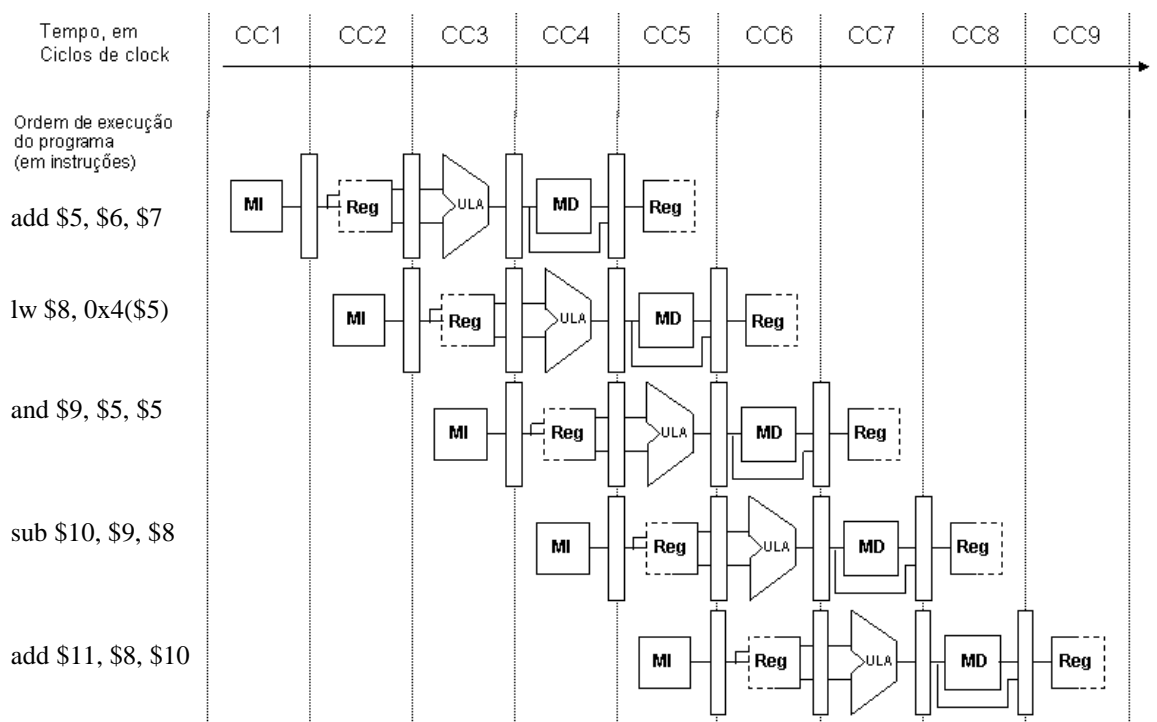 Tempo, em
Ciclos de clock
CC1 CC2 CC3 CC4 CC5 CC6 CC7 CC8 CC9
Ordem de execução
do programa
(em instruções)
add $5, $6, $7
MI Reg ULA MD Reg
lw $8, 0x4($5)
MI Reg ULA MD Reg
and $9, $5, $5
MI Reg ULA MD Reg
sub $10, $9, $8
MI Reg ULA MD Reg
add $11, $8, $10
MI Reg ULA MD Reg